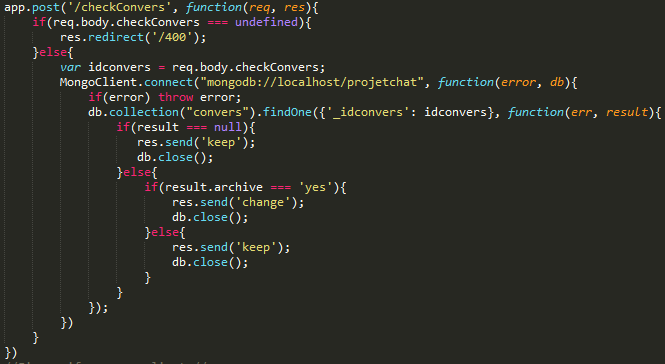 app.post('/checkConvers', function(req, res){
    if(req.body.checkConvers === undefined){
        res.redirect('/400');
    }else{
        var idconvers = req.body.checkConvers;
        MongoClient.connect("mongodb://localhost/projetchat", function(error, db){
            if(error) throw error;
            db.collection("convers").findOne({'_idconvers': idconvers}, function(err, result){
                if(result === null){
                   res.send('keep');
                   db.close();
                }else{
                    if(result.archive === 'yes'){
                        res.send('change');
                        db.close();
                    }else{
                        res.send('keep');
                        db.close();
                    }
                }
            });
        })
    }
})